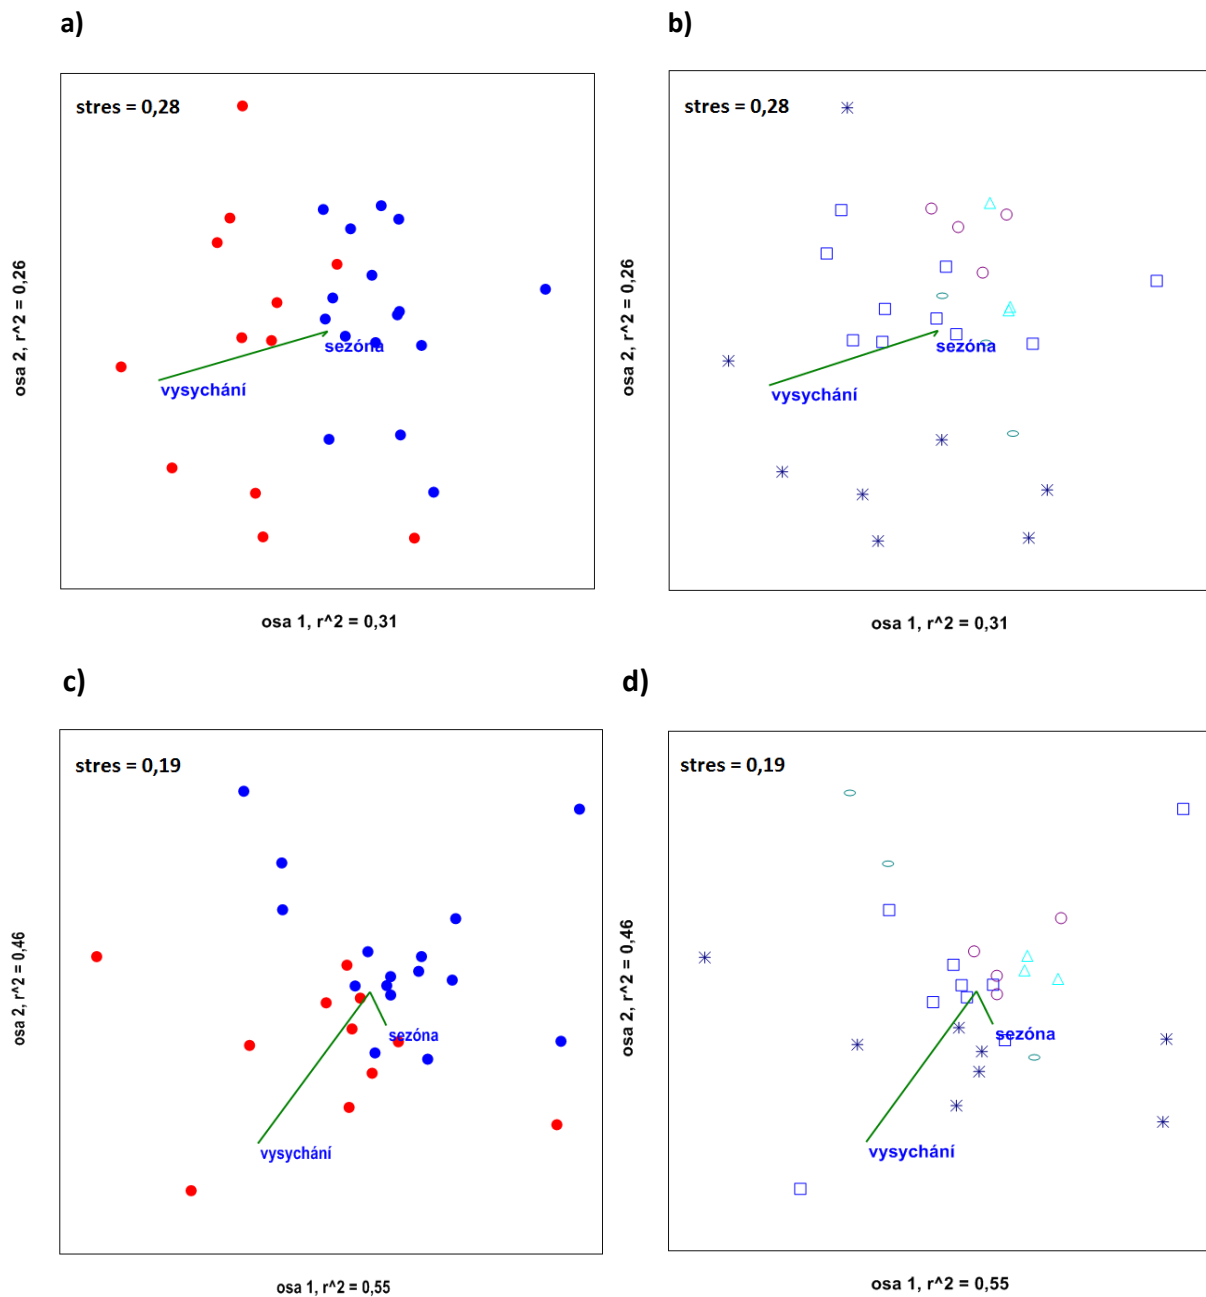 a)
b)
stres = 0,28
osa 2, r^2 = 0,26
sezóna
vysychání
osa 1, r^2 = 0,31
stres = 0,28
osa 2, r^2 = 0,26
sezóna
vysychání
osa 1, r^2 = 0,31
c)
d)
stres = 0,19
osa 2, r^2 = 0,46
sezóna
vysychání
osa 1, r^2 = 0,55
stres = 0,19
osa 2, r^2 = 0,46
sezóna
vysychání
osa 1, r^2 = 0,55